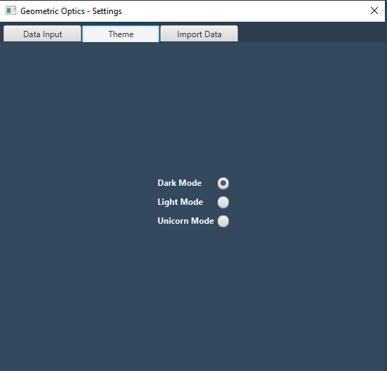 Geometric Optics - Settings
Data Input Theme Import Data
Dark Mode
Light Mode
Unicorn Mode